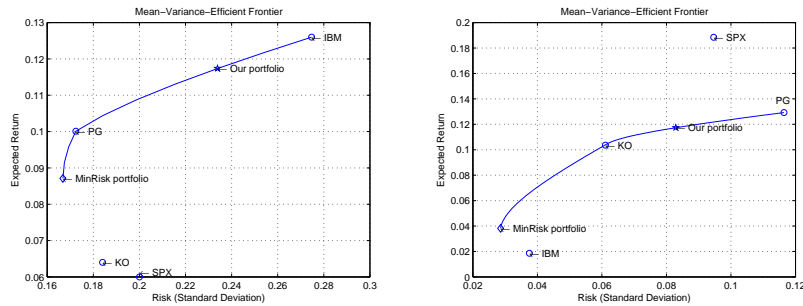 Mean-Variance-Efficient Frontier
0.13
0.12
0.11
0.1
0.09
0.08
0.07
0.06
0.16
0.18
0.2
0.22
0.24
0.26
0.28
0.3
Expected Return
Risk (Standard Deviation)
IBM
Our portfolio
PG
MinRisk portfolio
KO
SPX
Mean-Variance-Efficient Frontier
0.2
0.18
0.16
0.14
0.12
0.1
0.08
0.06
0.04
0.02
0
0.02
0.04
0.06
0.08
0.1
0.12
Expected Return
Risk (Standard Deviation)
SPX
PG
Our portfolio
KO
MinRisk portfolio
IBM